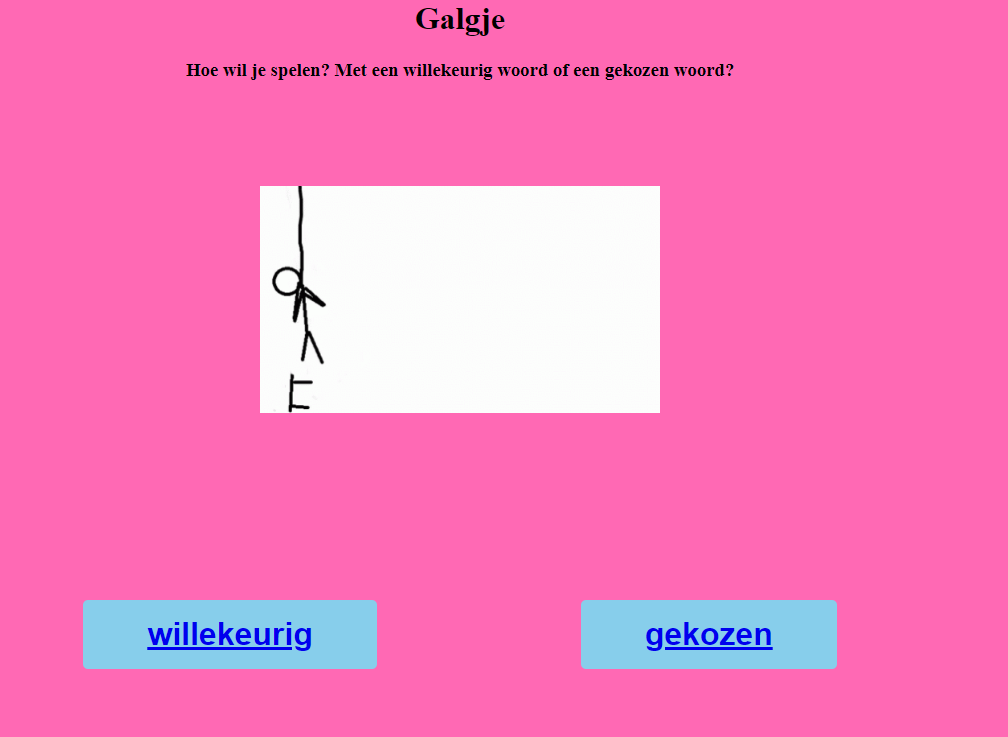 Galgje
Hoe wil je spelen? Met een willekeurig woord of een gekozen woord?
E
willekeurig
gekozen